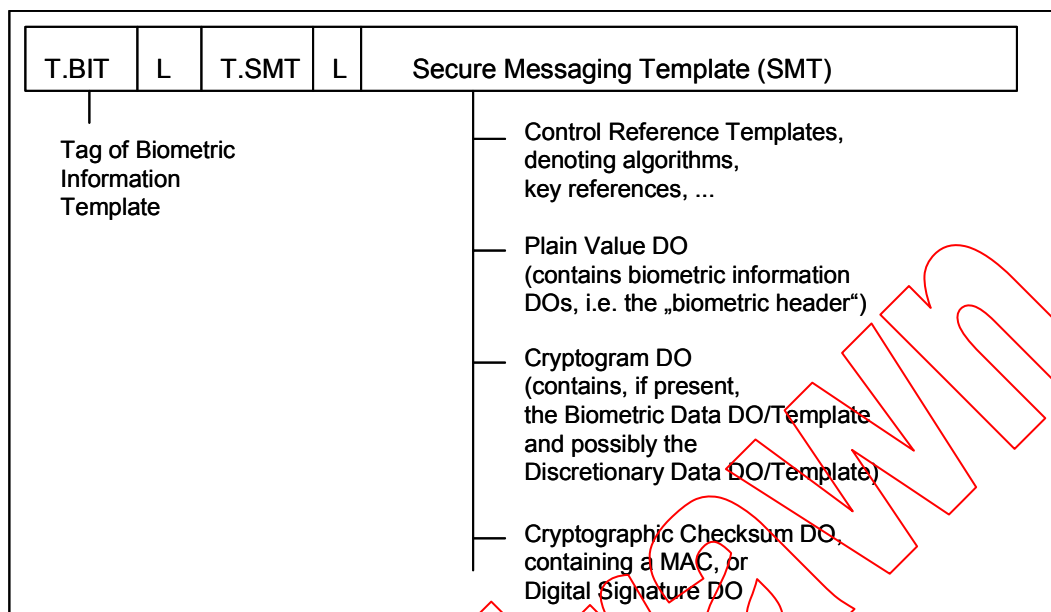 T.BIT L T.SMT L Secure Messaging Template (SMT)
Tag of Biometric
Information
Template
Control Reference Templates,
denoting algorithms,
key references, ...
Plain Value DO
(contains biometric information
DOs, i.e. the „biometric header“)
Cryptogram DO
(contains, if present,
the Biometric Data DO/Template
and possibly the
Discretionary Data DO/Template)
Cryptographic Checksum DO,
containing a MAC, or
Digital Signature DO